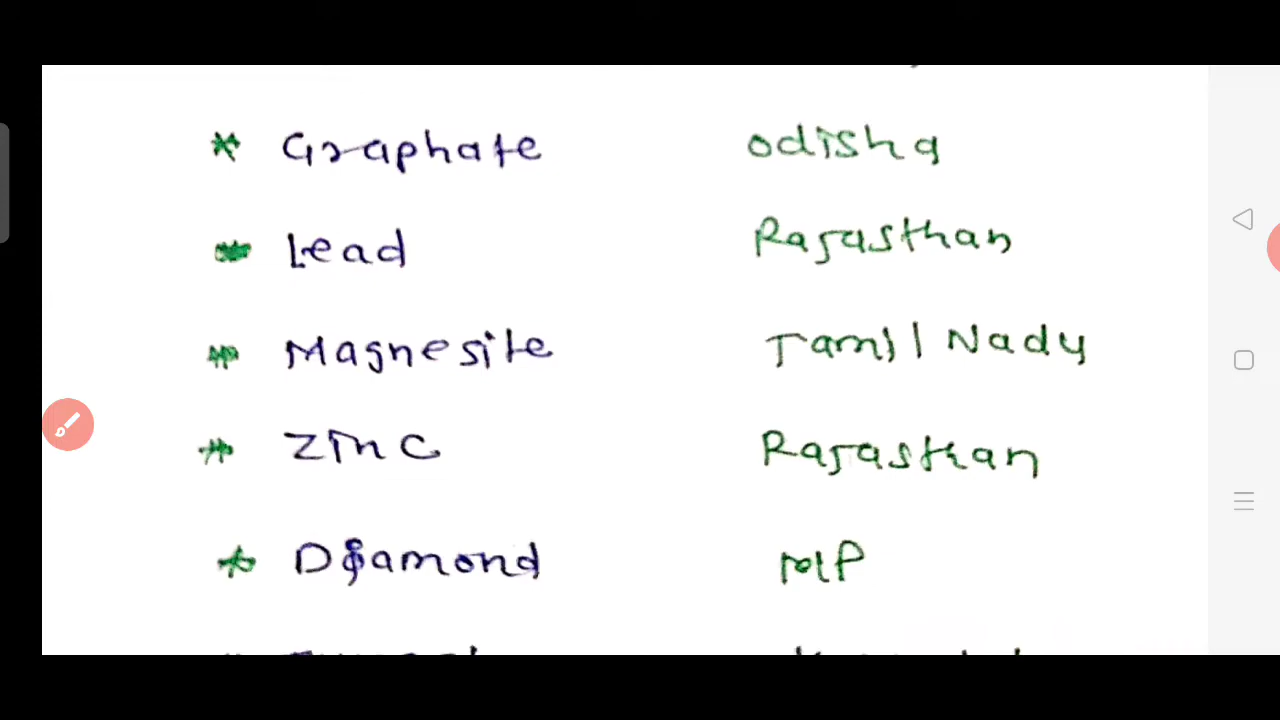 * Graphate odisha
* Lead Rajasthan
* Magnesite Tamil Nadu
* Zinc Rajasthan
* Diamond MP